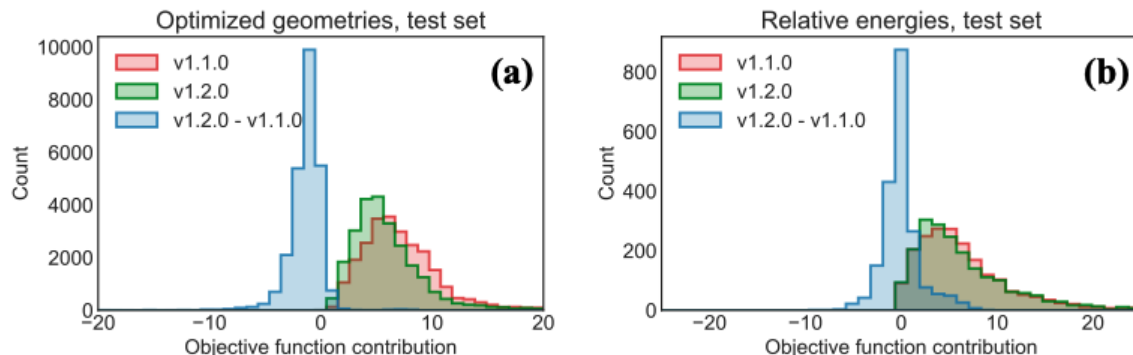 Optimized geometries, test set
10000
8000
6000
4000
2000
0
Count
v1.1.0
v1.2.0
v1.2.0 - v1.1.0
(a)
−20 −10 0 10 20
Objective function contribution
Relative energies, test set
800
600
400
200
0
Count
v1.1.0
v1.2.0
v1.2.0 - v1.1.0
(b)
−20 −10 0 10 20
Objective function contribution